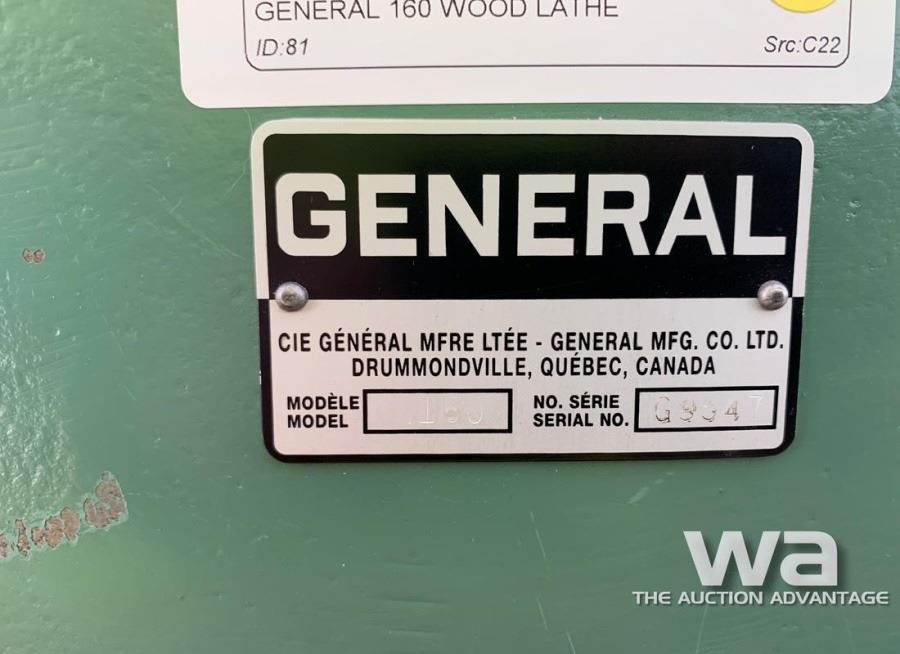 GENERAL 160 WOOD LATHE
ID:81 Src:C22
GENERAL
CIE GÉNÉRAL MFRE LTÉE - GENERAL MFG. CO. LTD.
DRUMMONDVILLE, QUÉBEC, CANADA
MODÈLE
MODEL 160
NO. SÉRIE
SERIAL NO.
wa
THE AUCTION ADVANTAGE